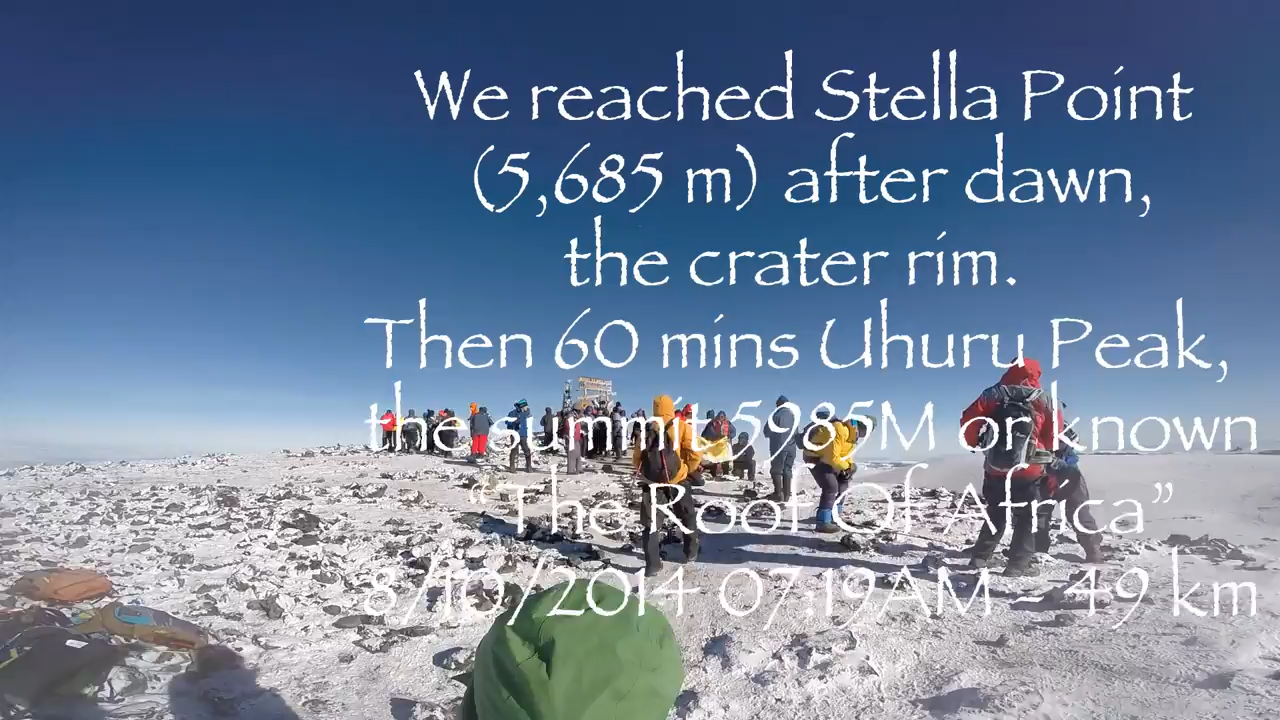 We reached Stella Point
(5,685 m) after dawn,
the crater rim.
Then 60 mins Uhuru Peak,
the summit 5985M or known
“The Roof Of Africa”
8/10/2014 07:19AM - 49 km